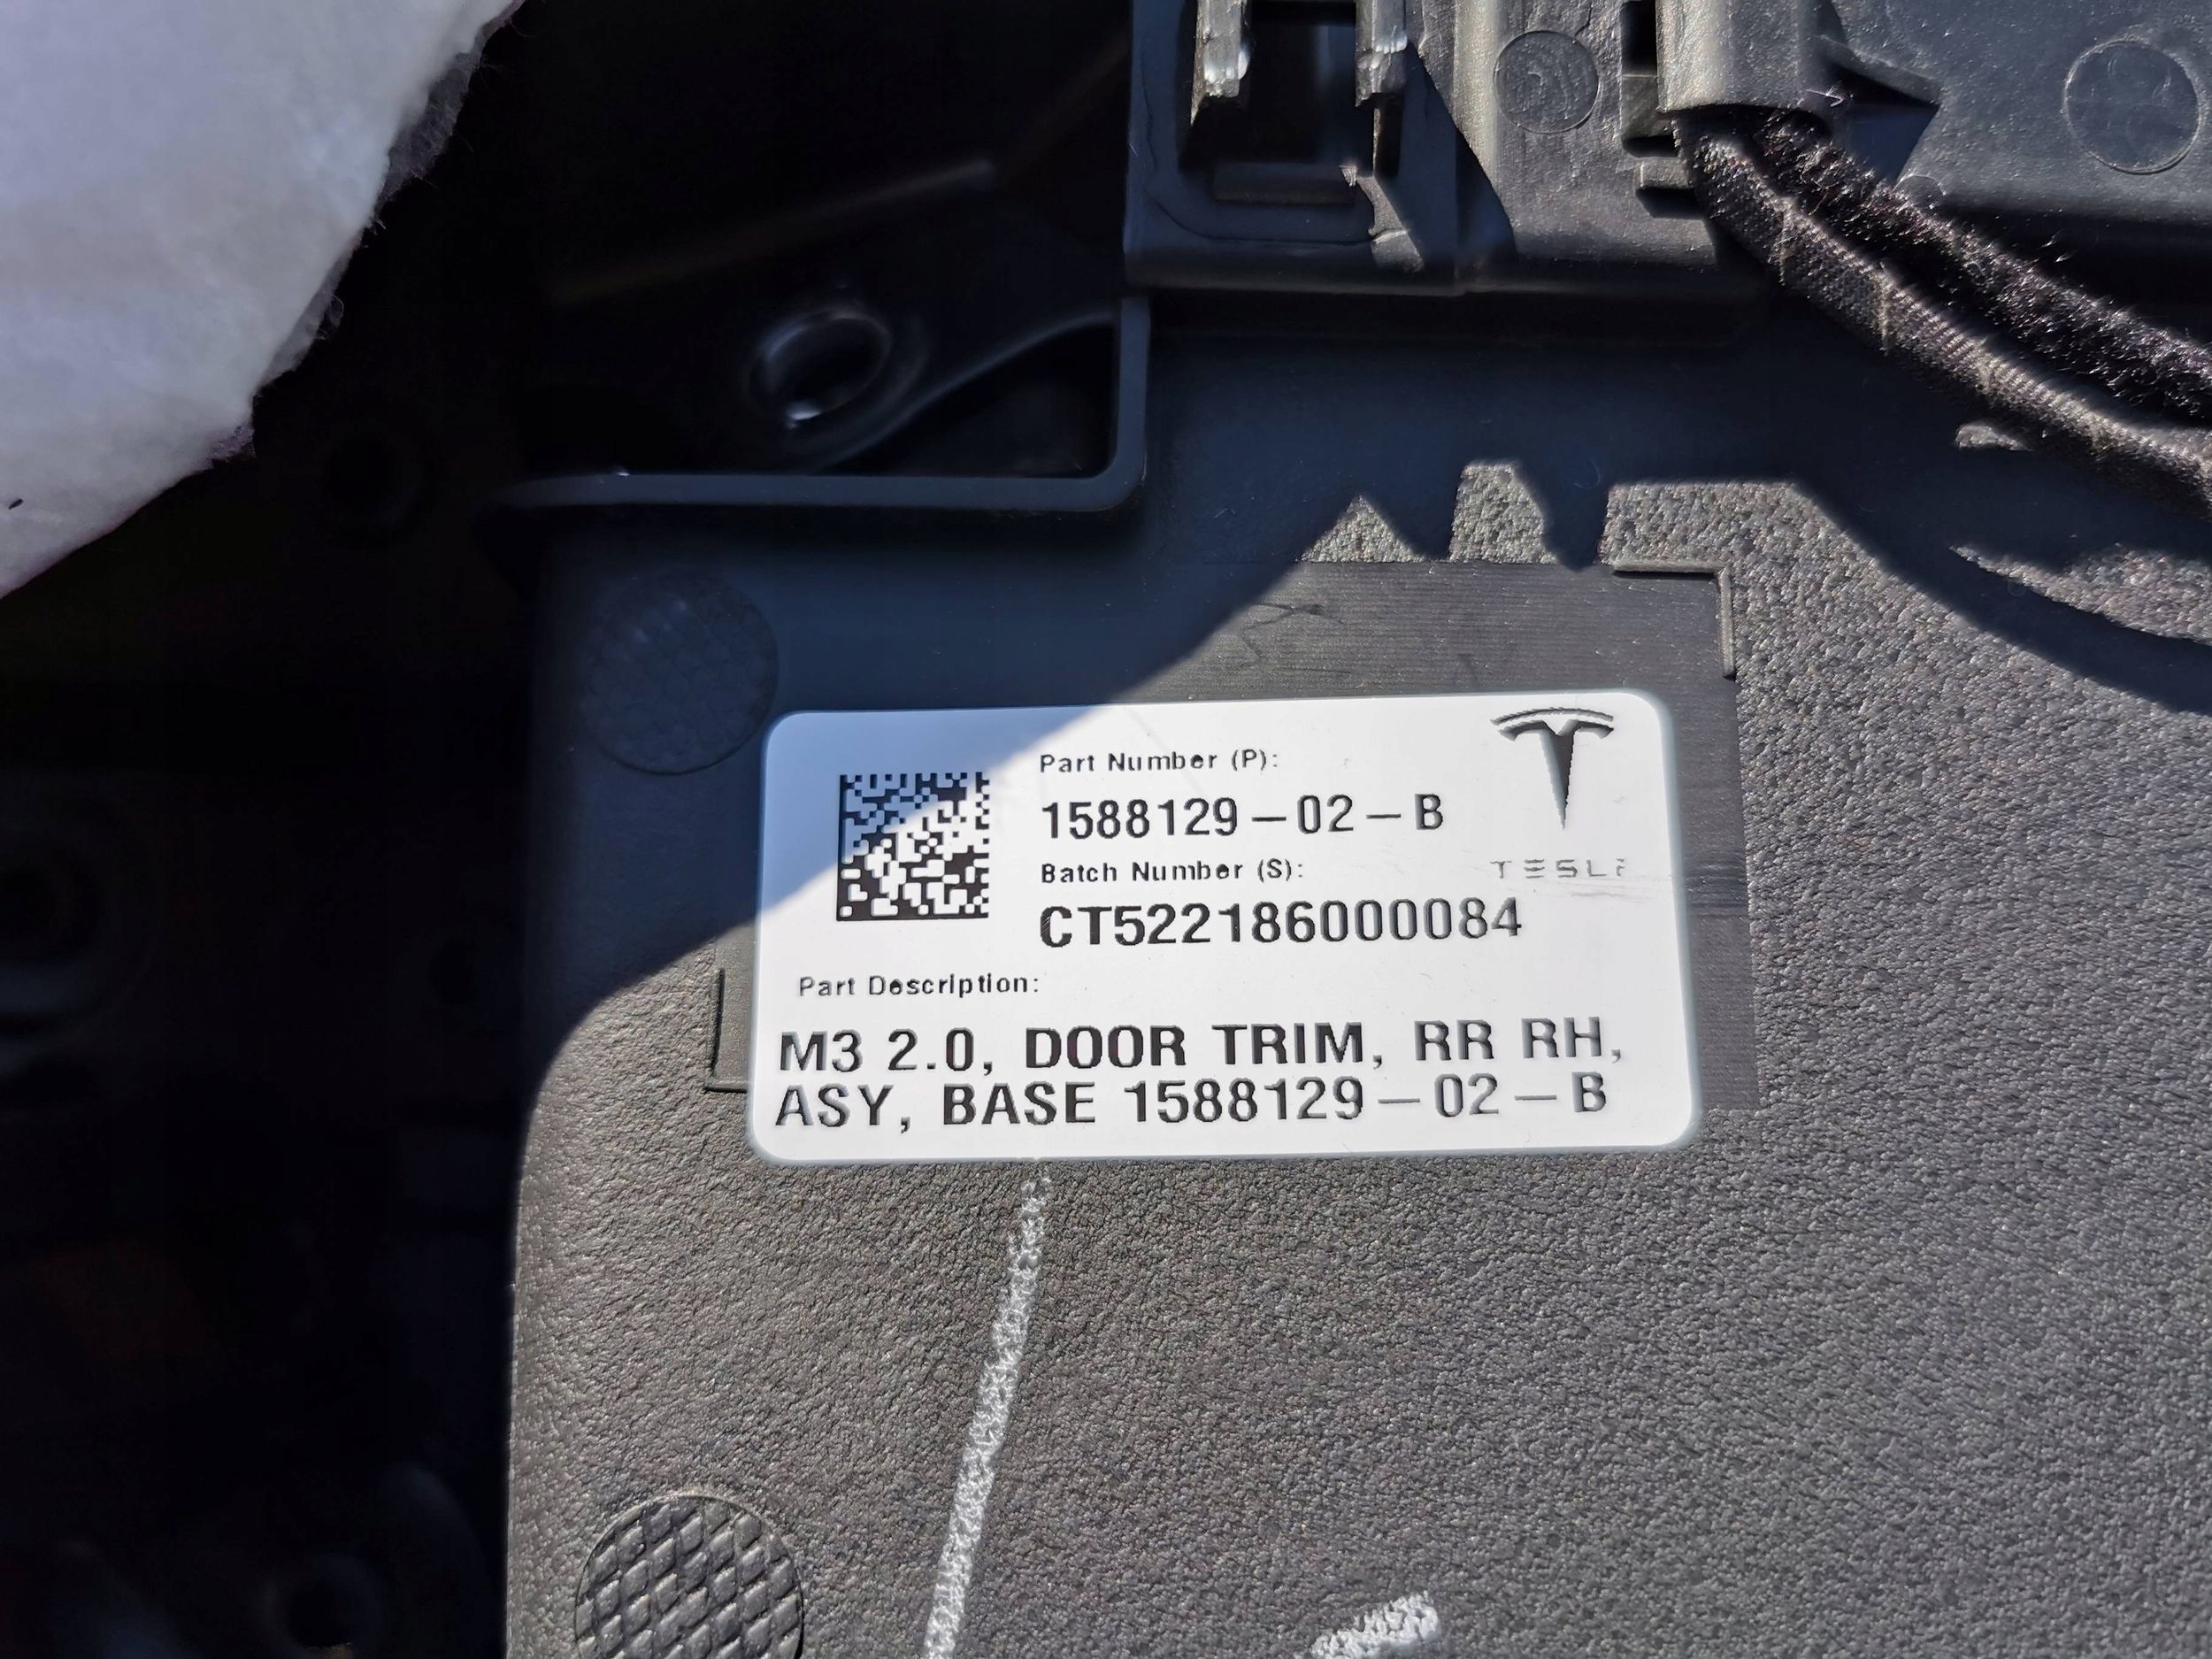 Part Number (P):
1588129-02-B
Batch Number (S):
TESLA
CT522186000084
Part Description:
M3 2.0, DOOR TRIM, RR RH,
ASY, BASE 1588129-02-B